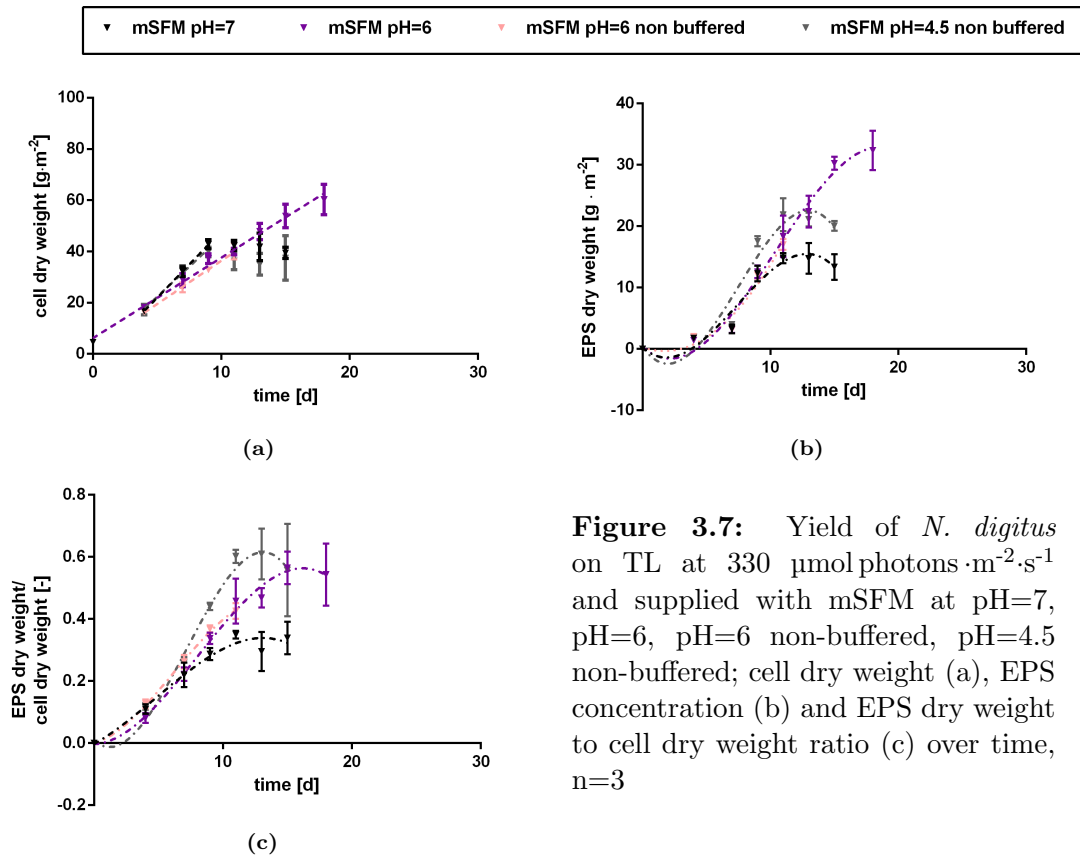 mSFM pH=7 mSFM pH=6 mSFM pH=6 non buffered mSFM pH=4.5 non buffered
cell dry weight [g·m-2]
100
80
60
40
20
0
0 10 20 30
time [d]
(a)
EPS dry weight [g · m-2]
40
30
20
10
0
-10
10 20 30
time [d]
(b)
EPS dry weight/
cell dry weight [-]
0.8
0.6
0.4
0.2
0.0
-0.2
10 20 30
time [d]
(c)
Figure 3.7: Yield of N. digitus
on TL at 330 µmol photons·m-2·s-1
and supplied with mSFM at pH=7,
pH=6, pH=6 non-buffered, pH=4.5
non-buffered; cell dry weight (a), EPS
concentration (b) and EPS dry weight
to cell dry weight ratio (c) over time,
n=3